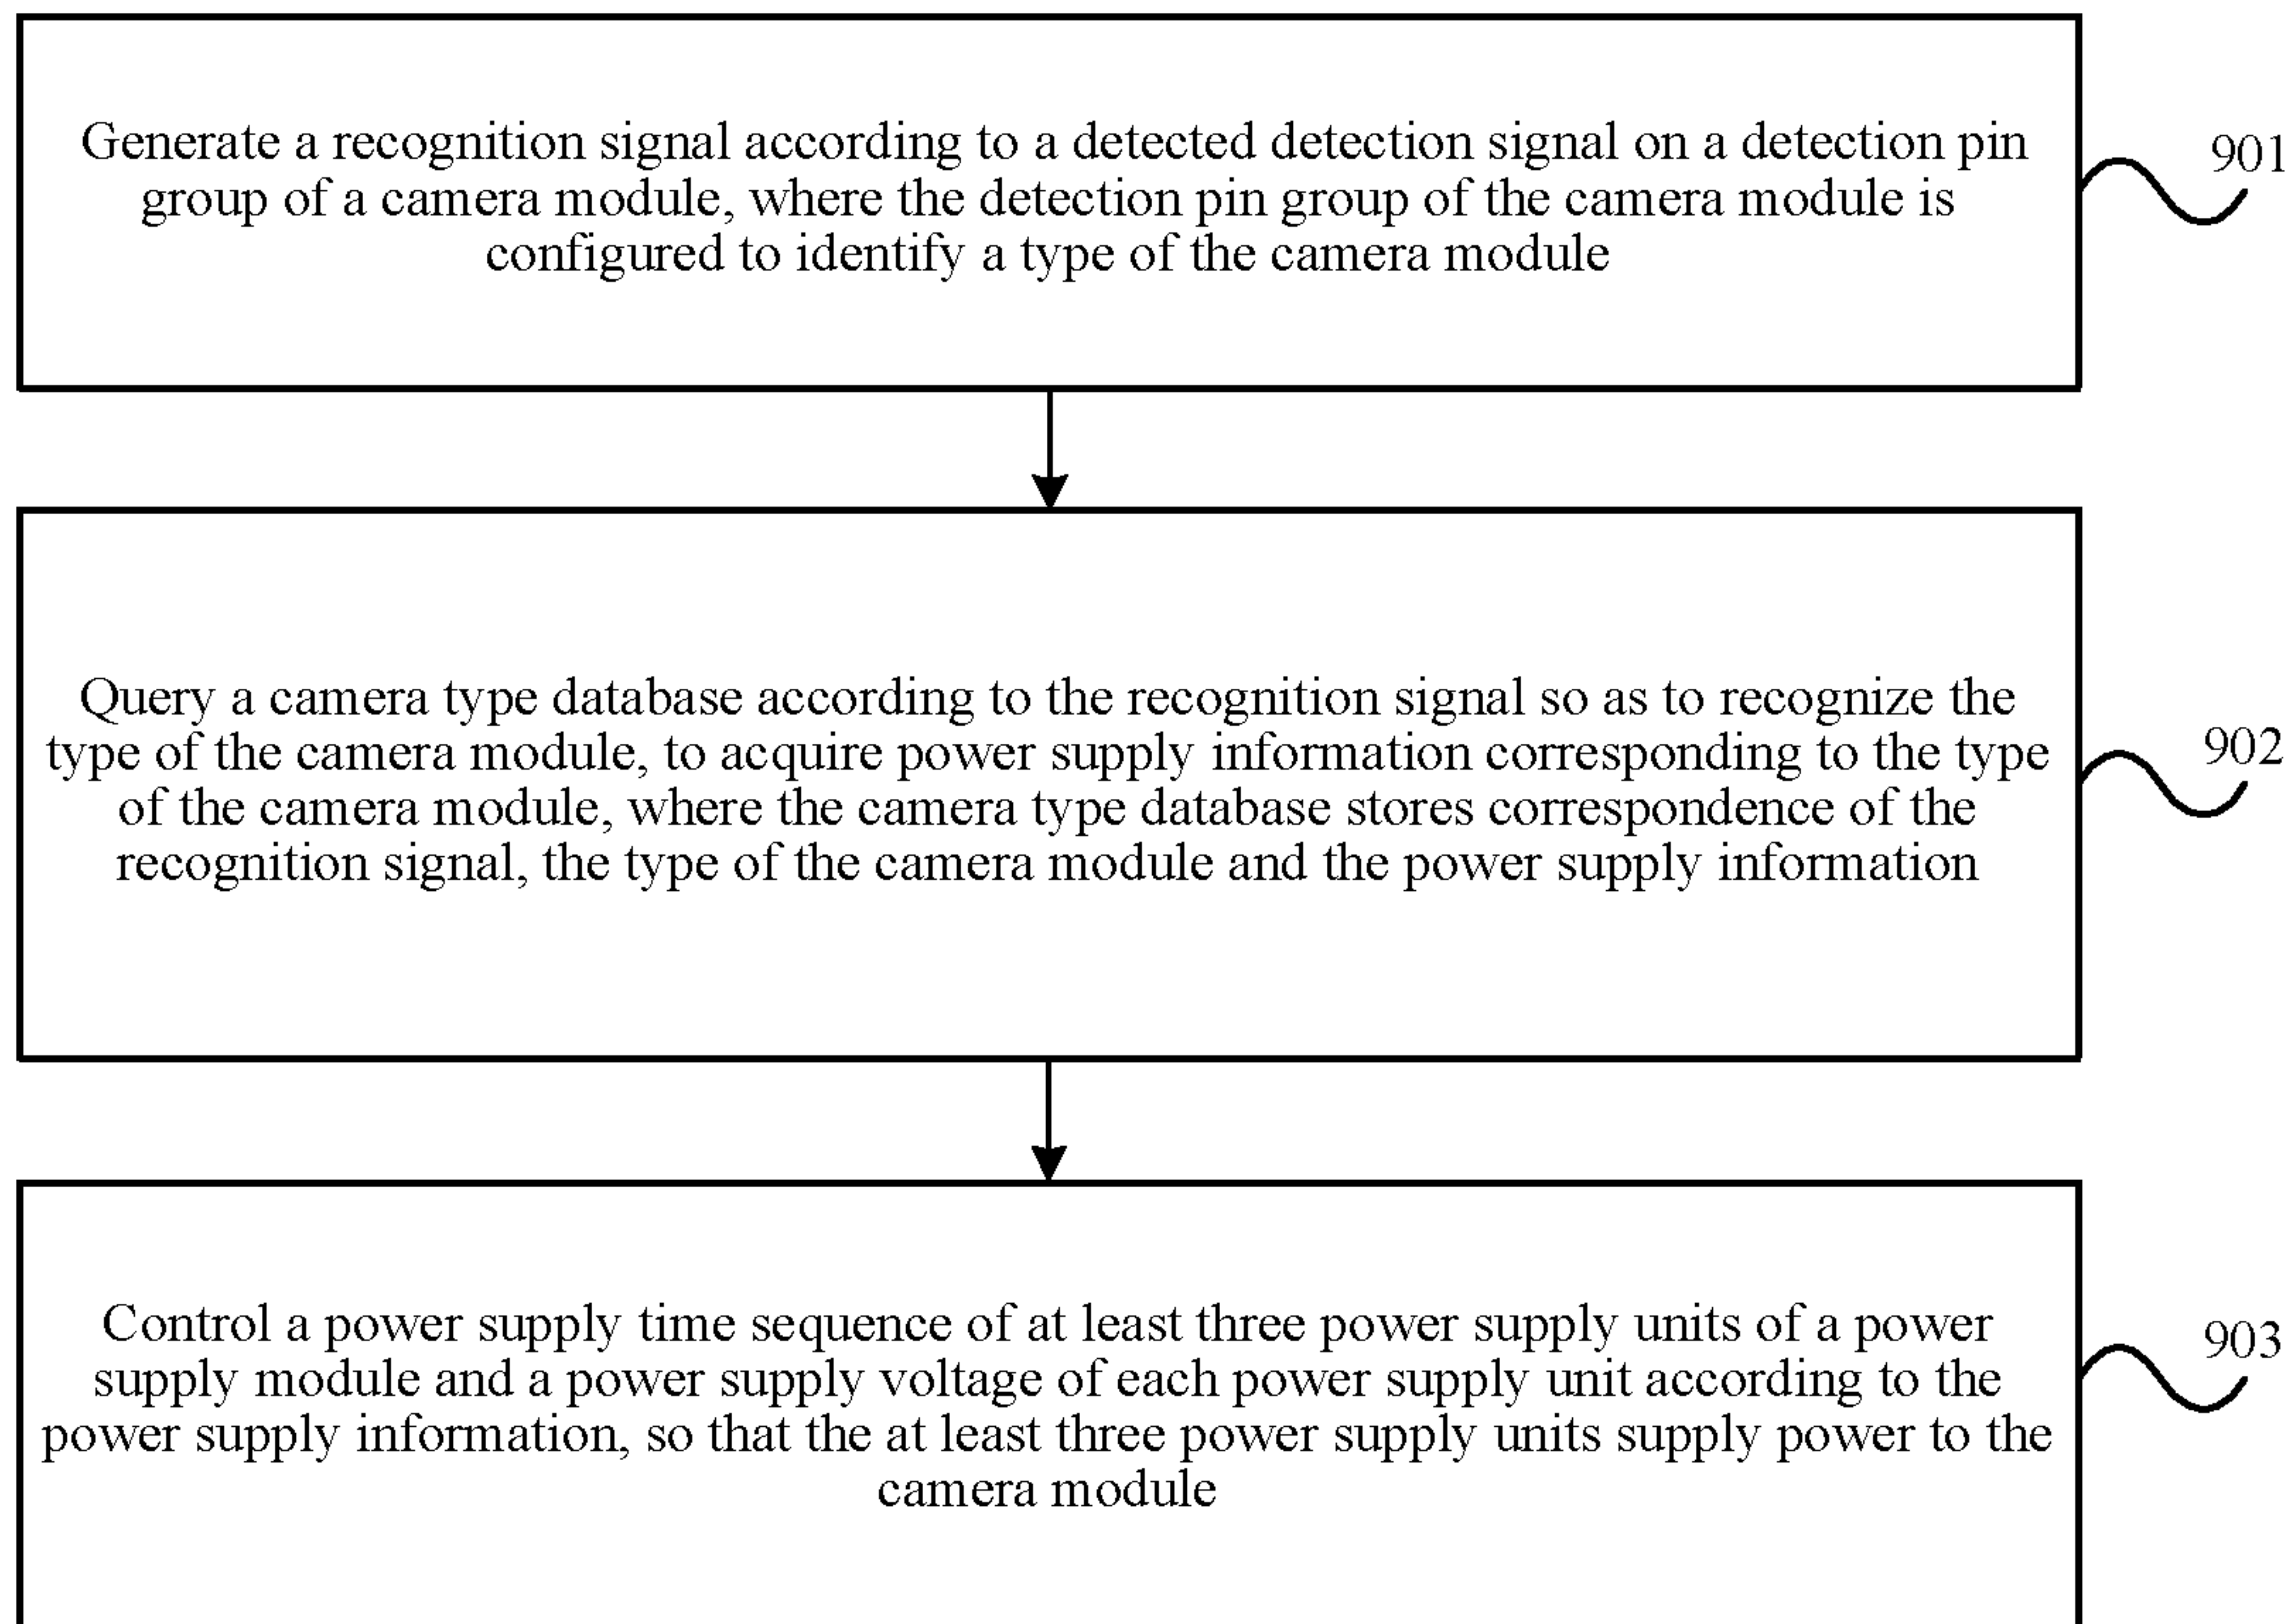 Generate a recognition signal according to a detected detection signal on a detection pin
group of a camera module, where the detection pin group of the camera module is
configured to identify a type of the camera module
901
Query a camera type database according to the recognition signal so as to recognize the
type of the camera module, to acquire power supply information corresponding to the type
of the camera module, where the camera type database stores correspondence of the
recognition signal, the type of the camera module and the power supply information
902
Control a power supply time sequence of at least three power supply units of a power
supply module and a power supply voltage of each power supply unit according to the
power supply information, so that the at least three power supply units supply power to the
camera module
903